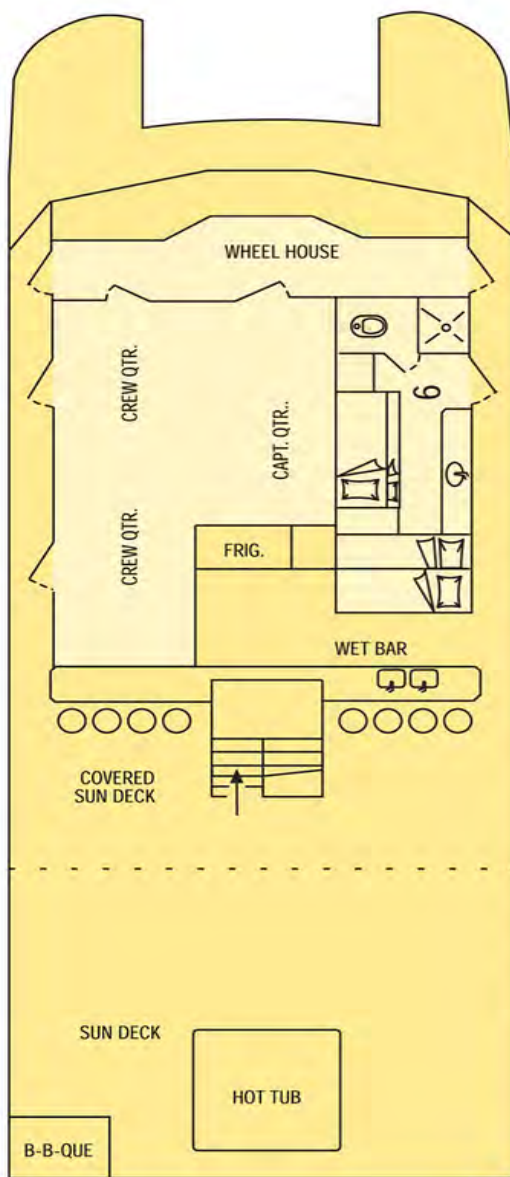 WHEEL HOUSE
CREW QTR.
CAPT. QTR..
6
CREW QTR.
FRIG.
WET BAR
COVERED
SUN DECK
SUN DECK
HOT TUB
B-B-QUE